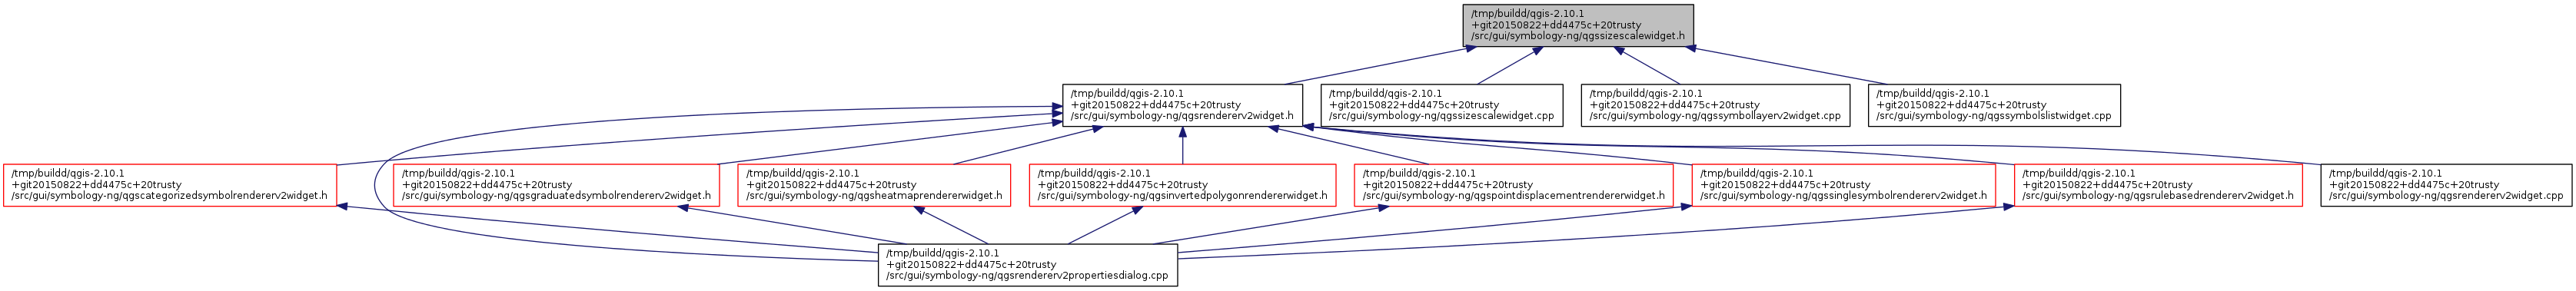 /tmp/buildd/qgis-2.10.1
+git20150822+dd4475c+20trusty
/src/gui/symbology-ng/qgssizescalewidget.h
/tmp/buildd/qgis-2.10.1
+git20150822+dd4475c+20trusty
/src/gui/symbology-ng/qgsrendererv2widget.h
/tmp/buildd/qgis-2.10.1
+git20150822+dd4475c+20trusty
/src/gui/symbology-ng/qgssizescalewidget.cpp
/tmp/buildd/qgis-2.10.1
+git20150822+dd4475c+20trusty
/src/gui/symbology-ng/qgssymbollayerv2widget.cpp
/tmp/buildd/qgis-2.10.1
+git20150822+dd4475c+20trusty
/src/gui/symbology-ng/qgssymbolslistwidget.cpp
/tmp/buildd/qgis-2.10.1
+git20150822+dd4475c+20trusty
/src/gui/symbology-ng/qgscategorizedsymbolrendererv2widget.h
/tmp/buildd/qgis-2.10.1
+git20150822+dd4475c+20trusty
/src/gui/symbology-ng/qgsgraduatedsymbolrendererv2widget.h
/tmp/buildd/qgis-2.10.1
+git20150822+dd4475c+20trusty
/src/gui/symbology-ng/qgsheatmaprendererwidget.h
/tmp/buildd/qgis-2.10.1
+git20150822+dd4475c+20trusty
/src/gui/symbology-ng/qgsinvertedpolygonrendererwidget.h
/tmp/buildd/qgis-2.10.1
+git20150822+dd4475c+20trusty
/src/gui/symbology-ng/qgspointdisplacementrendererwidget.h
/tmp/buildd/qgis-2.10.1
+git20150822+dd4475c+20trusty
/src/gui/symbology-ng/qgssinglesymbolrendererv2widget.h
/tmp/buildd/qgis-2.10.1
+git20150822+dd4475c+20trusty
/src/gui/symbology-ng/qgsrulebasedrendererv2widget.h
/tmp/buildd/qgis-2.10.1
+git20150822+dd4475c+20trusty
/src/gui/symbology-ng/qgsrendererv2widget.cpp
/tmp/buildd/qgis-2.10.1
+git20150822+dd4475c+20trusty
/src/gui/symbology-ng/qgsrendererv2propertiesdialog.cpp